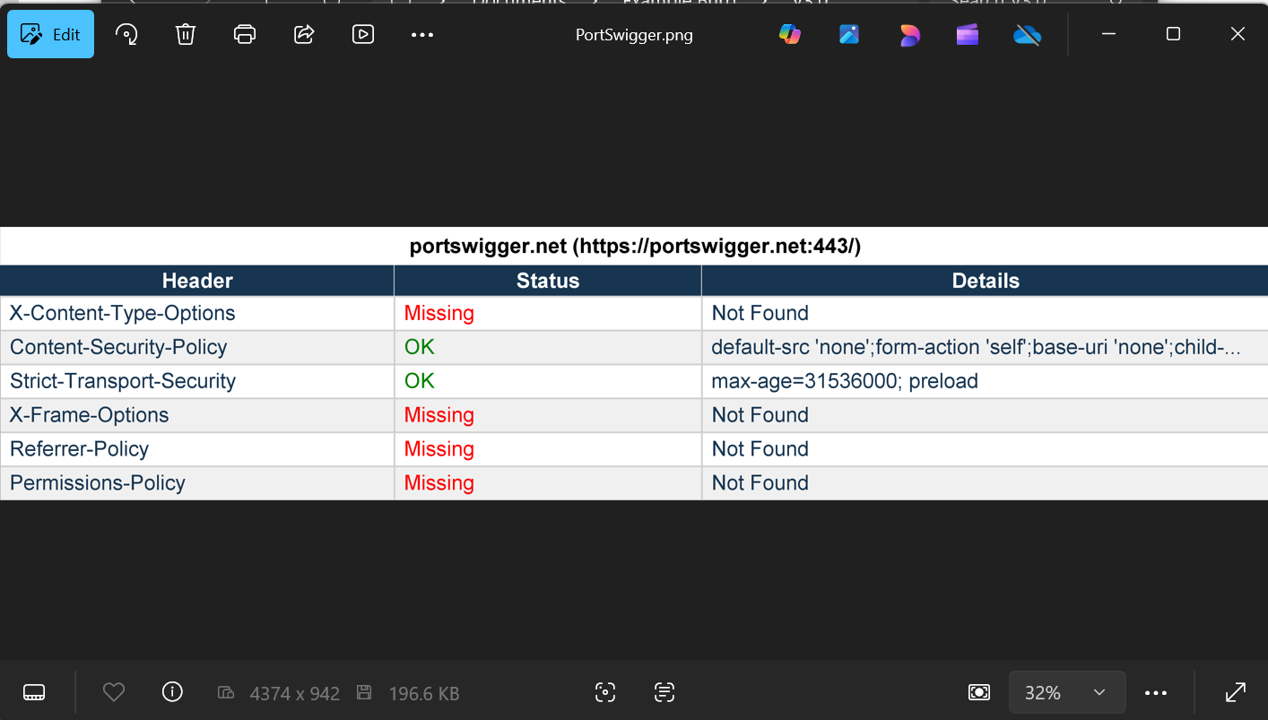 Edit
PortSwigger.png
portswigger.net (https://portswigger.net:443/)
Header Status Details
X-Content-Type-Options Missing Not Found
Content-Security-Policy OK default-src 'none';form-action 'self';base-uri 'none';child-...
Strict-Transport-Security OK max-age=31536000; preload
X-Frame-Options Missing Not Found
Referrer-Policy Missing Not Found
Permissions-Policy Missing Not Found
4374 x 942 196.6 KB 32%